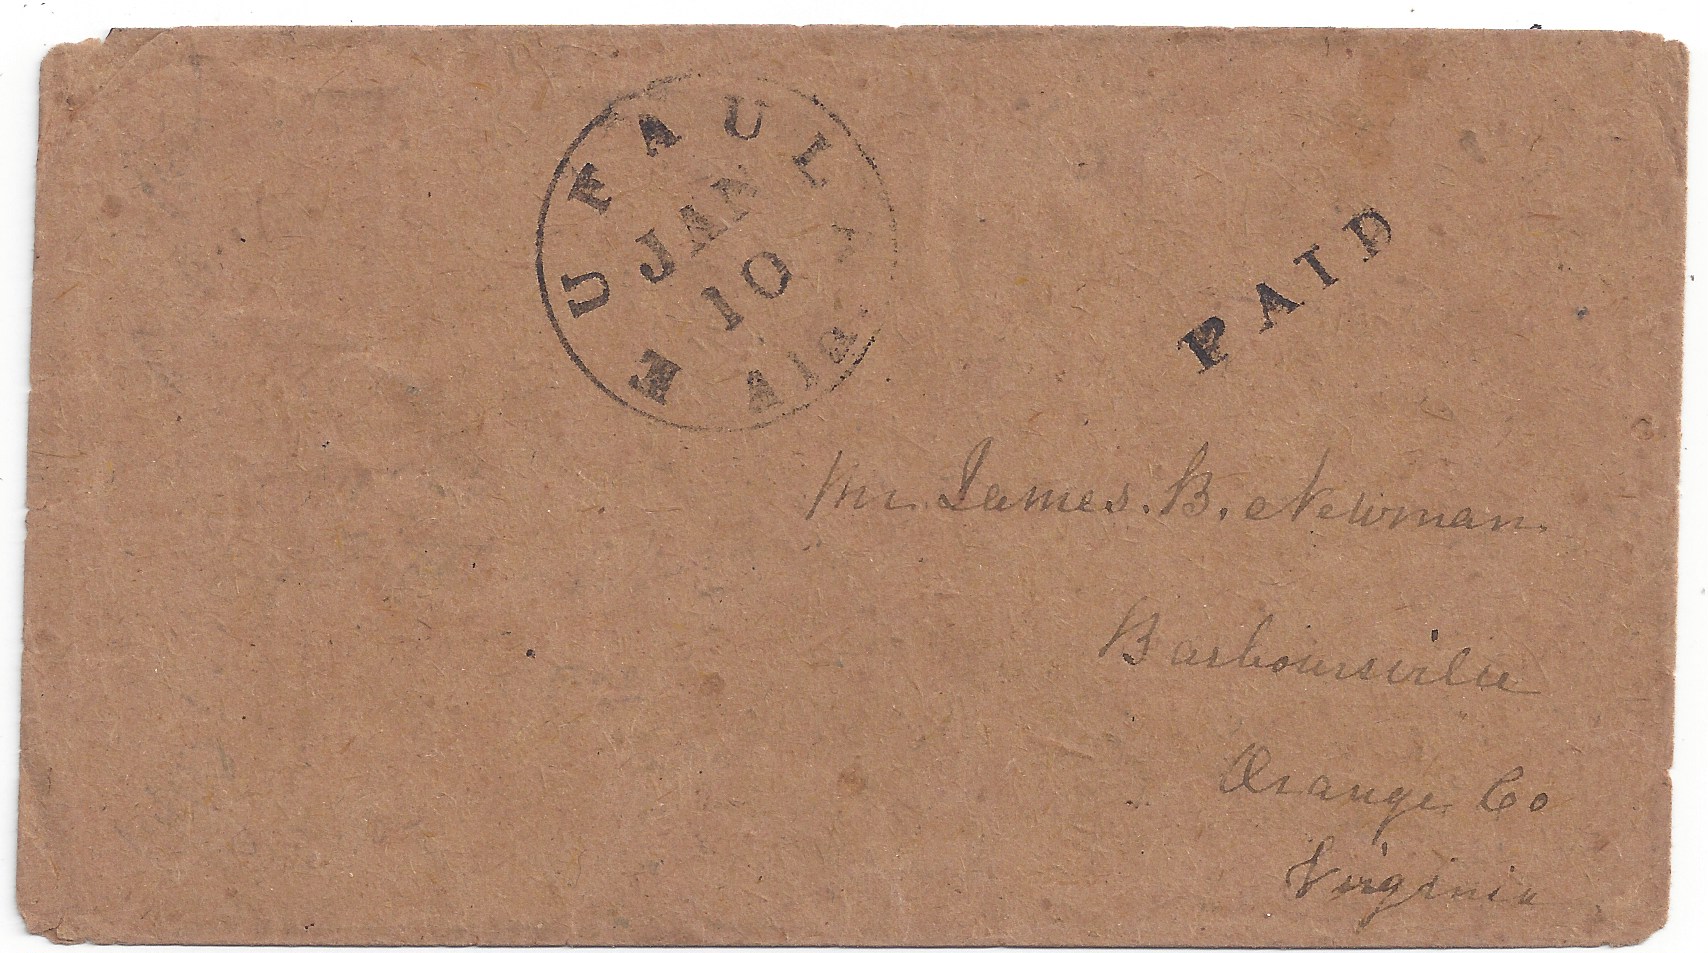 EUFAULA
JAN
10
Ala.
PAID
Mr. James. B. Newman.
Barboursville
Orange Co
Virginia